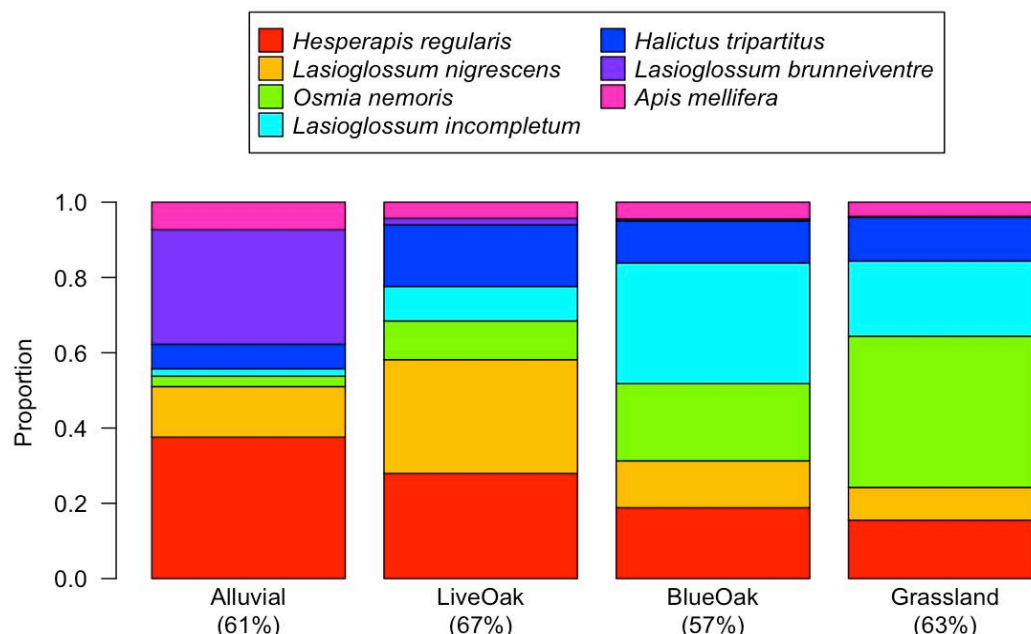 Hesperapis regularis
Lasioglossum nigrescens
Osmia nemoris
Lasioglossum incompletum
Halictus tripartitus
Lasioglossum brunneiventre
Apis mellifera
Proportion
1.0
0.8
0.6
0.4
0.2
0.0
Alluvial
(61%)
LiveOak
(67%)
BlueOak
(57%)
Grassland
(63%)